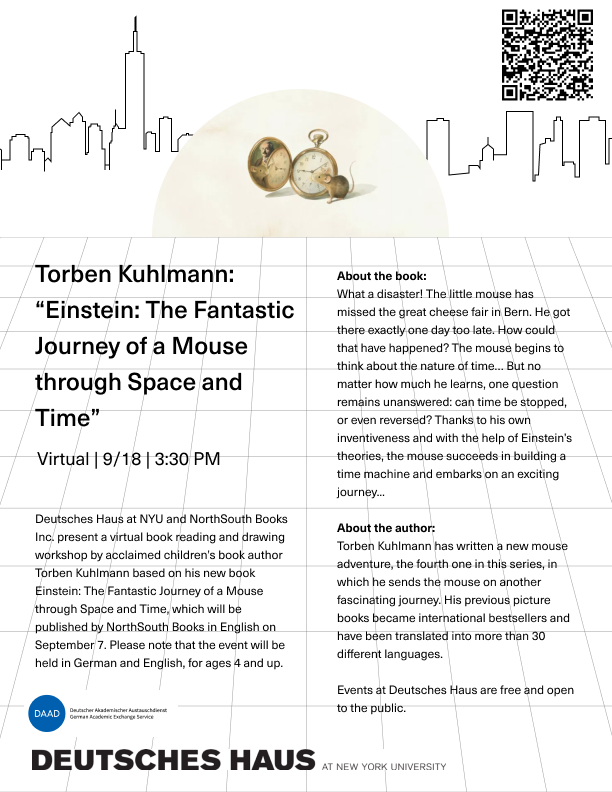 Torben Kuhlmann:
“Einstein: The Fantastic
Journey of a Mouse
through Space and
Time”
Virtual | 9/18 | 3:30 PM
Deutsches Haus at NYU and NorthSouth Books
Inc. present a virtual book reading and drawing
workshop by acclaimed children’s book author
Torben Kuhlmann based on his new book
Einstein: The Fantastic Journey of a Mouse
through Space and Time, which will be
published by NorthSouth Books in English on
September 7. Please note that the event will be
held in German and English, for ages 4 and up.
About the book:
What a disaster! The little mouse has
missed the great cheese fair in Bern. He got
there exactly one day too late. How could
that have happened? The mouse begins to
think about the nature of time... But no
matter how much he learns, one question
remains unanswered: can time be stopped,
or even reversed? Thanks to his own
inventiveness and with the help of Einstein’s
theories, the mouse succeeds in building a
time machine and embarks on an exciting
journey...
About the author:
Torben Kuhlmann has written a new mouse
adventure, the fourth one in this series, in
which he sends the mouse on another
fascinating journey. His previous picture
books became international bestsellers and
have been translated into more than 30
different languages.
Events at Deutsches Haus are free and open
to the public.
DAAD
Deutscher Akademischer Austauschdienst
German Academic Exchange Service
DEUTSCHES HAUS AT NEW YORK UNIVERSITY